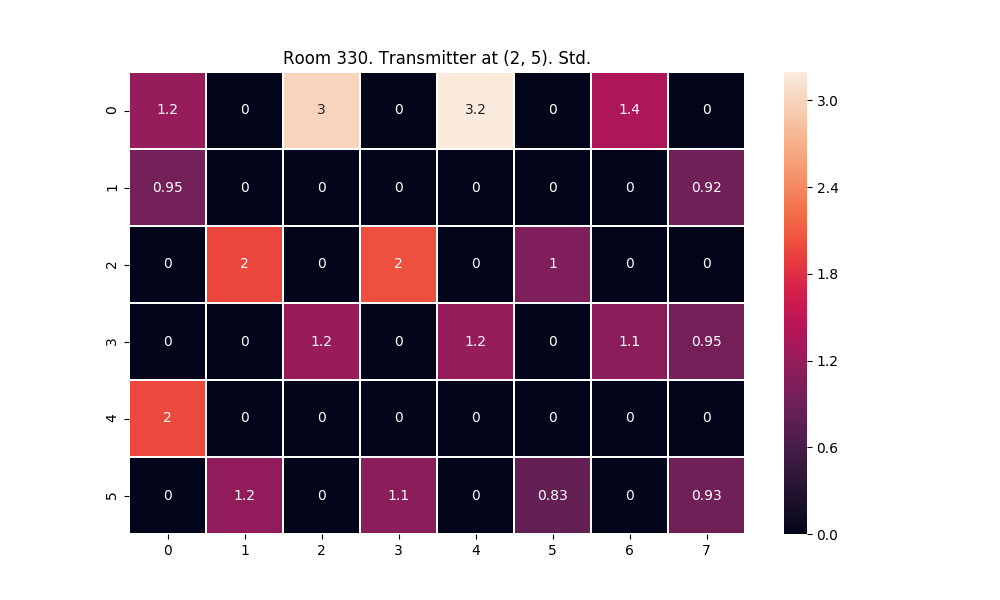 Room 330. Transmitter at (2, 5). Std.
0 1.2 0 3 0 3.2 0 1.4 0
1 0.95 0 0 0 0 0 0 0.92
2 0 2 0 2 0 1 0 0
3 0 0 1.2 0 1.2 0 1.1 0.95
4 2 0 0 0 0 0 0 0
5 0 1.2 0 1.1 0 0.83 0 0.93
0 1 2 3 4 5 6 7
3.0
2.4
1.8
1.2
0.6
0.0